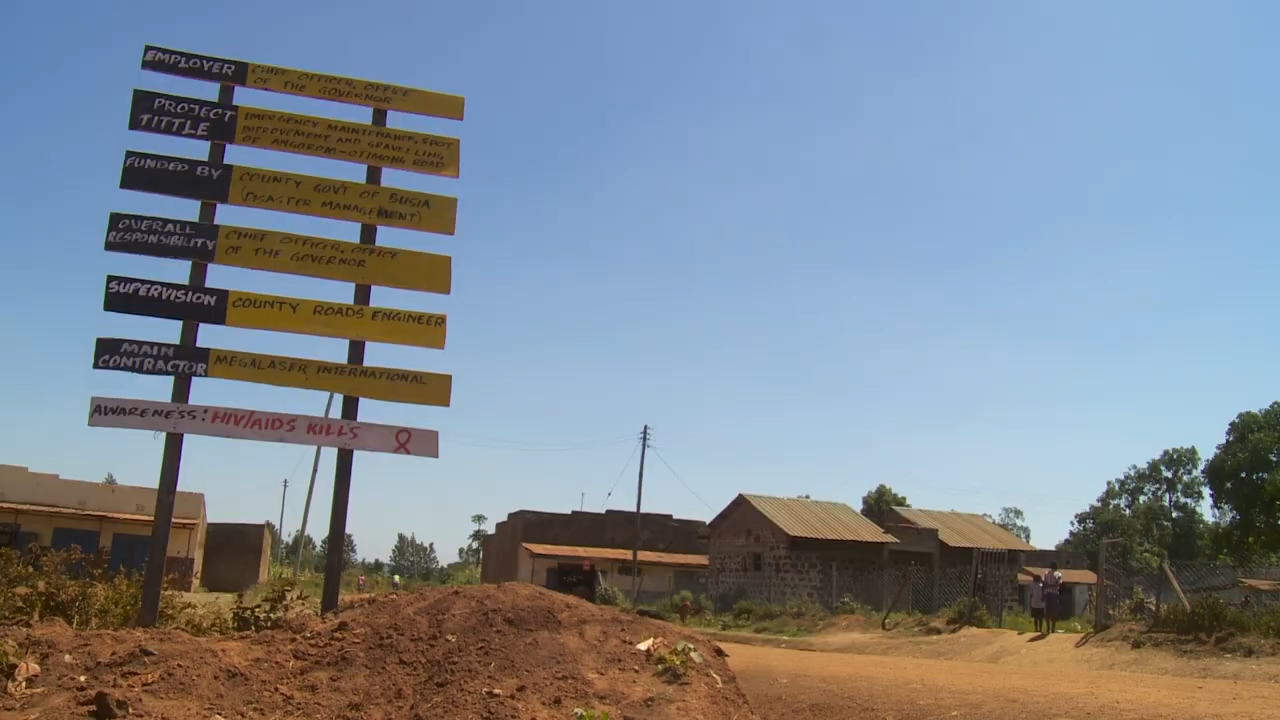 EMPLOYER
CHIEF OFFICER, OFFICE
OF THE GOVERNOR
PROJECT
TITTLE
EMERGENCY MAINTENANCE, SPOT
IMPROVEMENT AND GRAVELLING
OF ANGOROM-OTIMONG ROAD
FUNDED BY
COUNTY GOV'T OF BUSIA
(DISASTER MANAGEMENT)
OVERALL
RESPONSIBILITY
CHIEF OFFICER, OFFICE
OF THE GOVERNOR
SUPERVISION
COUNTY ROADS ENGINEER
MAIN
CONTRACTOR
MEGALASER INTERNATIONAL
AWARENESS: HIV/AIDS KILLS